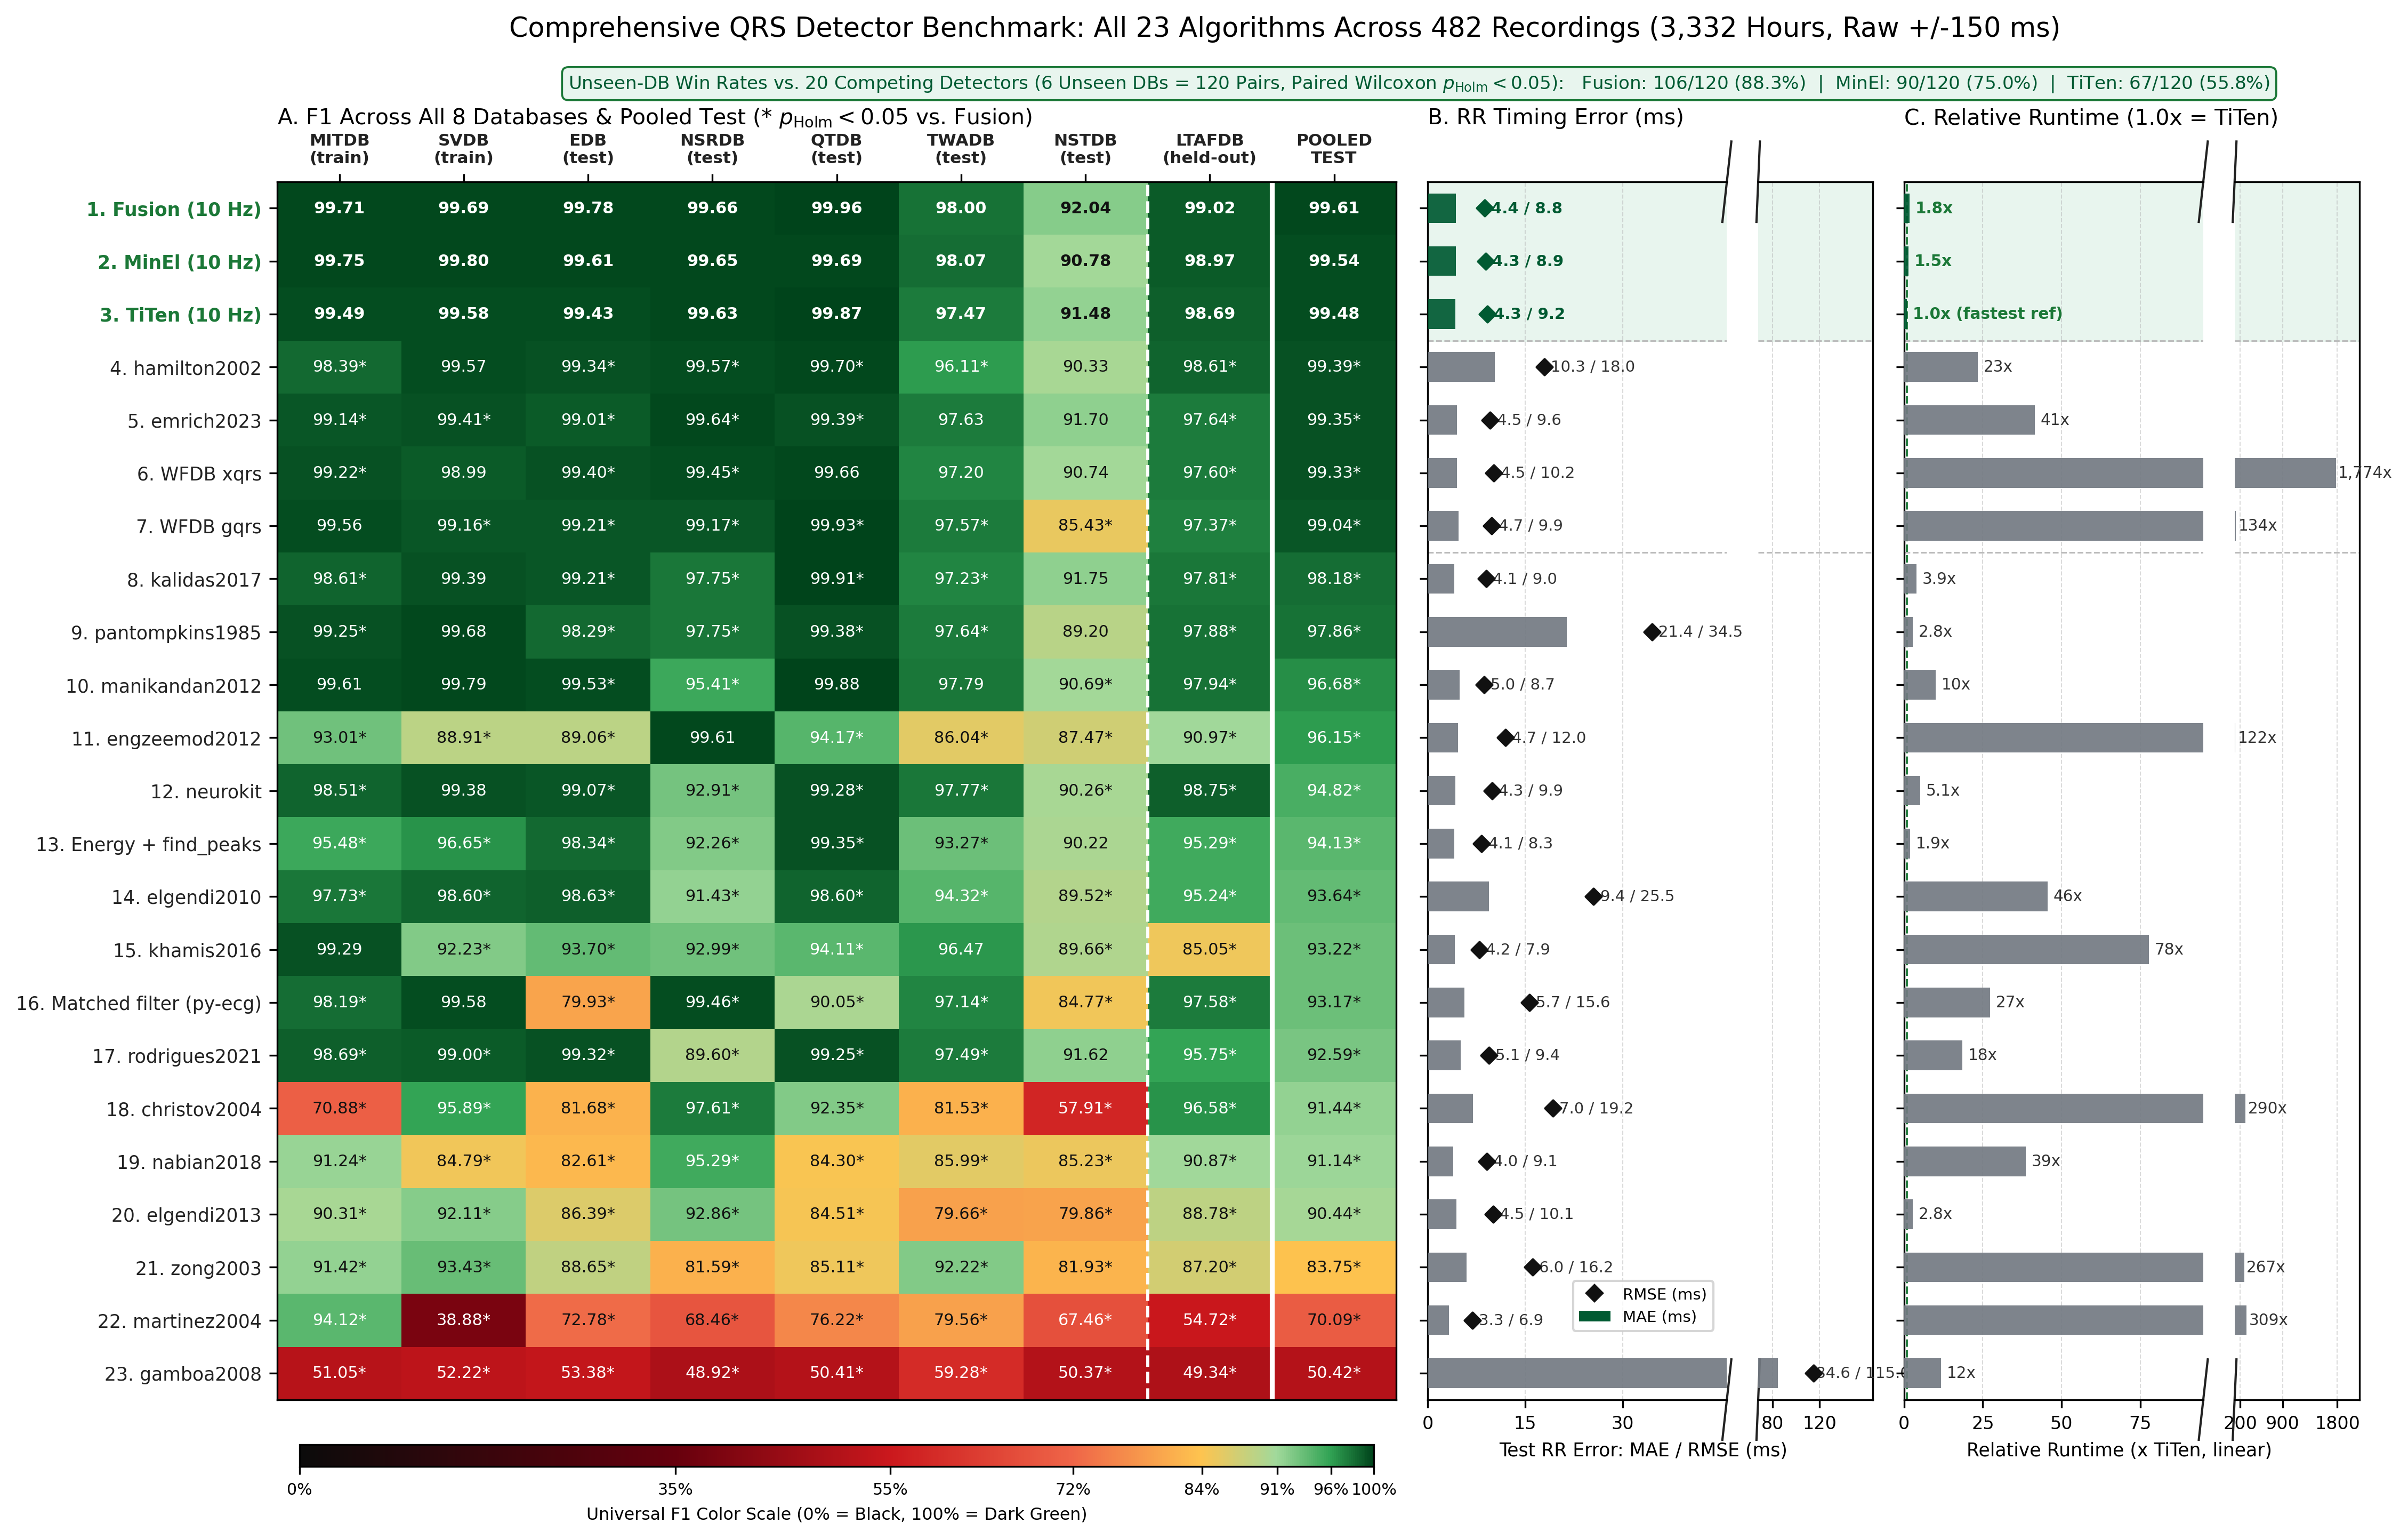 Comprehensive QRS Detector Benchmark: All 23 Algorithms Across 482 Recordings (3,332 Hours, Raw +/-150 ms)
Unseen-DB Win Rates vs. 20 Competing Detectors (6 Unseen DBs = 120 Pairs, Paired Wilcoxon pHolm < 0.05): Fusion: 106/120 (88.3%) | MinEl: 90/120 (75.0%) | TiTen: 67/120 (55.8%)
A. F1 Across All 8 Databases & Pooled Test (* pHolm < 0.05 vs. Fusion)
B. RR Timing Error (ms)
C. Relative Runtime (1.0x = TiTen)
MITDB SVDB EDB NSRDB QTDB TWADB NSTDB LTAFDB POOLED
(train) (train) (test) (test) (test) (test) (test) (held-out) TEST
1. Fusion (10 Hz) 99.71 99.69 99.78 99.66 99.96 98.00 92.04 99.02 99.61 4.4 / 8.8 1.8x
2. MinEl (10 Hz) 99.75 99.80 99.61 99.65 99.69 98.07 90.78 98.97 99.54 4.3 / 8.9 1.5x
3. TiTen (10 Hz) 99.49 99.58 99.43 99.63 99.87 97.47 91.48 98.69 99.48 4.3 / 9.2 1.0x (fastest ref)
4. hamilton2002 98.39* 99.57 99.34* 99.57* 99.70* 96.11* 90.33 98.61* 99.39* 10.3 / 18.0 23x
5. emrich2023 99.14* 99.41* 99.01* 99.64* 99.39* 97.63 91.70 97.64* 99.35* 4.5 / 9.6 41x
6. WFDB xqrs 99.22* 98.99 99.40* 99.45* 99.66 97.20 90.74 97.60* 99.33* 4.5 / 10.2 1,774x
7. WFDB gqrs 99.56 99.16* 99.21* 99.17* 99.93* 97.57* 85.43* 97.37* 99.04* 4.7 / 9.9 134x
8. kalidas2017 98.61* 99.39 99.21* 97.75* 99.91* 97.23* 91.75 97.81* 98.18* 4.1 / 9.0 3.9x
9. pantompkins1985 99.25* 99.68 98.29* 97.75* 99.38* 97.64* 89.20 97.88* 97.86* 21.4 / 34.5 2.8x
10. manikandan2012 99.61 99.79 99.53* 95.41* 99.88 97.79 90.69* 97.94* 96.68* 5.0 / 8.7 10x
11. engzeemod2012 93.01* 88.91* 89.06* 99.61 94.17* 86.04* 87.47* 90.97* 96.15* 4.7 / 12.0 122x
12. neurokit 98.51* 99.38 99.07* 92.91* 99.28* 97.77* 90.26* 98.75* 94.82* 4.3 / 9.9 5.1x
13. Energy + find_peaks 95.48* 96.65* 98.34* 92.26* 99.35* 93.27* 90.22 95.29* 94.13* 4.1 / 8.3 1.9x
14. elgendi2010 97.73* 98.60* 98.63* 91.43* 98.60* 94.32* 89.52* 95.24* 93.64* 9.4 / 25.5 46x
15. khamis2016 99.29 92.23* 93.70* 92.99* 94.11* 96.47 89.66* 85.05* 93.22* 4.2 / 7.9 78x
16. Matched filter (py-ecg) 98.19* 99.58 79.93* 99.46* 90.05* 97.14* 84.77* 97.58* 93.17* 5.7 / 15.6 27x
17. rodrigues2021 98.69* 99.00* 99.32* 89.60* 99.25* 97.49* 91.62 95.75* 92.59* 5.1 / 9.4 18x
18. christov2004 70.88* 95.89* 81.68* 97.61* 92.35* 81.53* 57.91* 96.58* 91.44* 7.0 / 19.2 290x
19. nabian2018 91.24* 84.79* 82.61* 95.29* 84.30* 85.99* 85.23* 90.87* 91.14* 4.0 / 9.1 39x
20. elgendi2013 90.31* 92.11* 86.39* 92.86* 84.51* 79.66* 79.86* 88.78* 90.44* 4.5 / 10.1 2.8x
21. zong2003 91.42* 93.43* 88.65* 81.59* 85.11* 92.22* 81.93* 87.20* 83.75* 6.0 / 16.2 267x
22. martinez2004 94.12* 38.88* 72.78* 68.46* 76.22* 79.56* 67.46* 54.72* 70.09* 3.3 / 6.9 309x
23. gamboa2008 51.05* 52.22* 53.38* 48.92* 50.41* 59.28* 50.37* 49.34* 50.42* 12x
RMSE (ms)
MAE (ms)
0 15 30 80 120
Test RR Error: MAE / RMSE (ms)
0 25 50 75 200 900 1800
Relative Runtime (x TiTen, linear)
0% 35% 55% 72% 84% 91% 96% 100%
Universal F1 Color Scale (0% = Black, 100% = Dark Green)